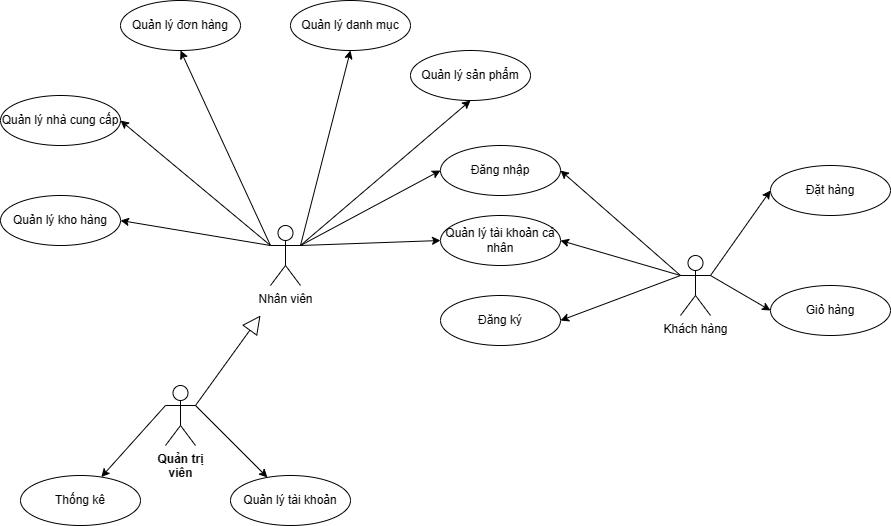 Quản lý đơn hàng
Quản lý danh mục
Quản lý sản phẩm
Quản lý nhà cung cấp
Đăng nhập
Đặt hàng
Quản lý kho hàng
Quản lý tài khoản cá
nhân
Nhân viên
Giỏ hàng
Đăng ký
Khách hàng
Quản trị
viên
Thống kê
Quản lý tài khoản